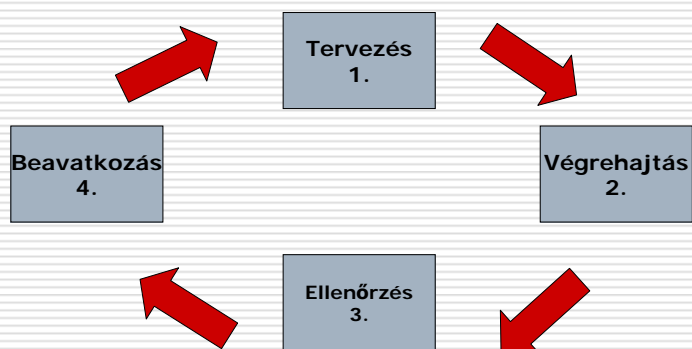 Tervezés
1.
Végrehajtás
2.
Ellenőrzés
3.
Beavatkozás
4.